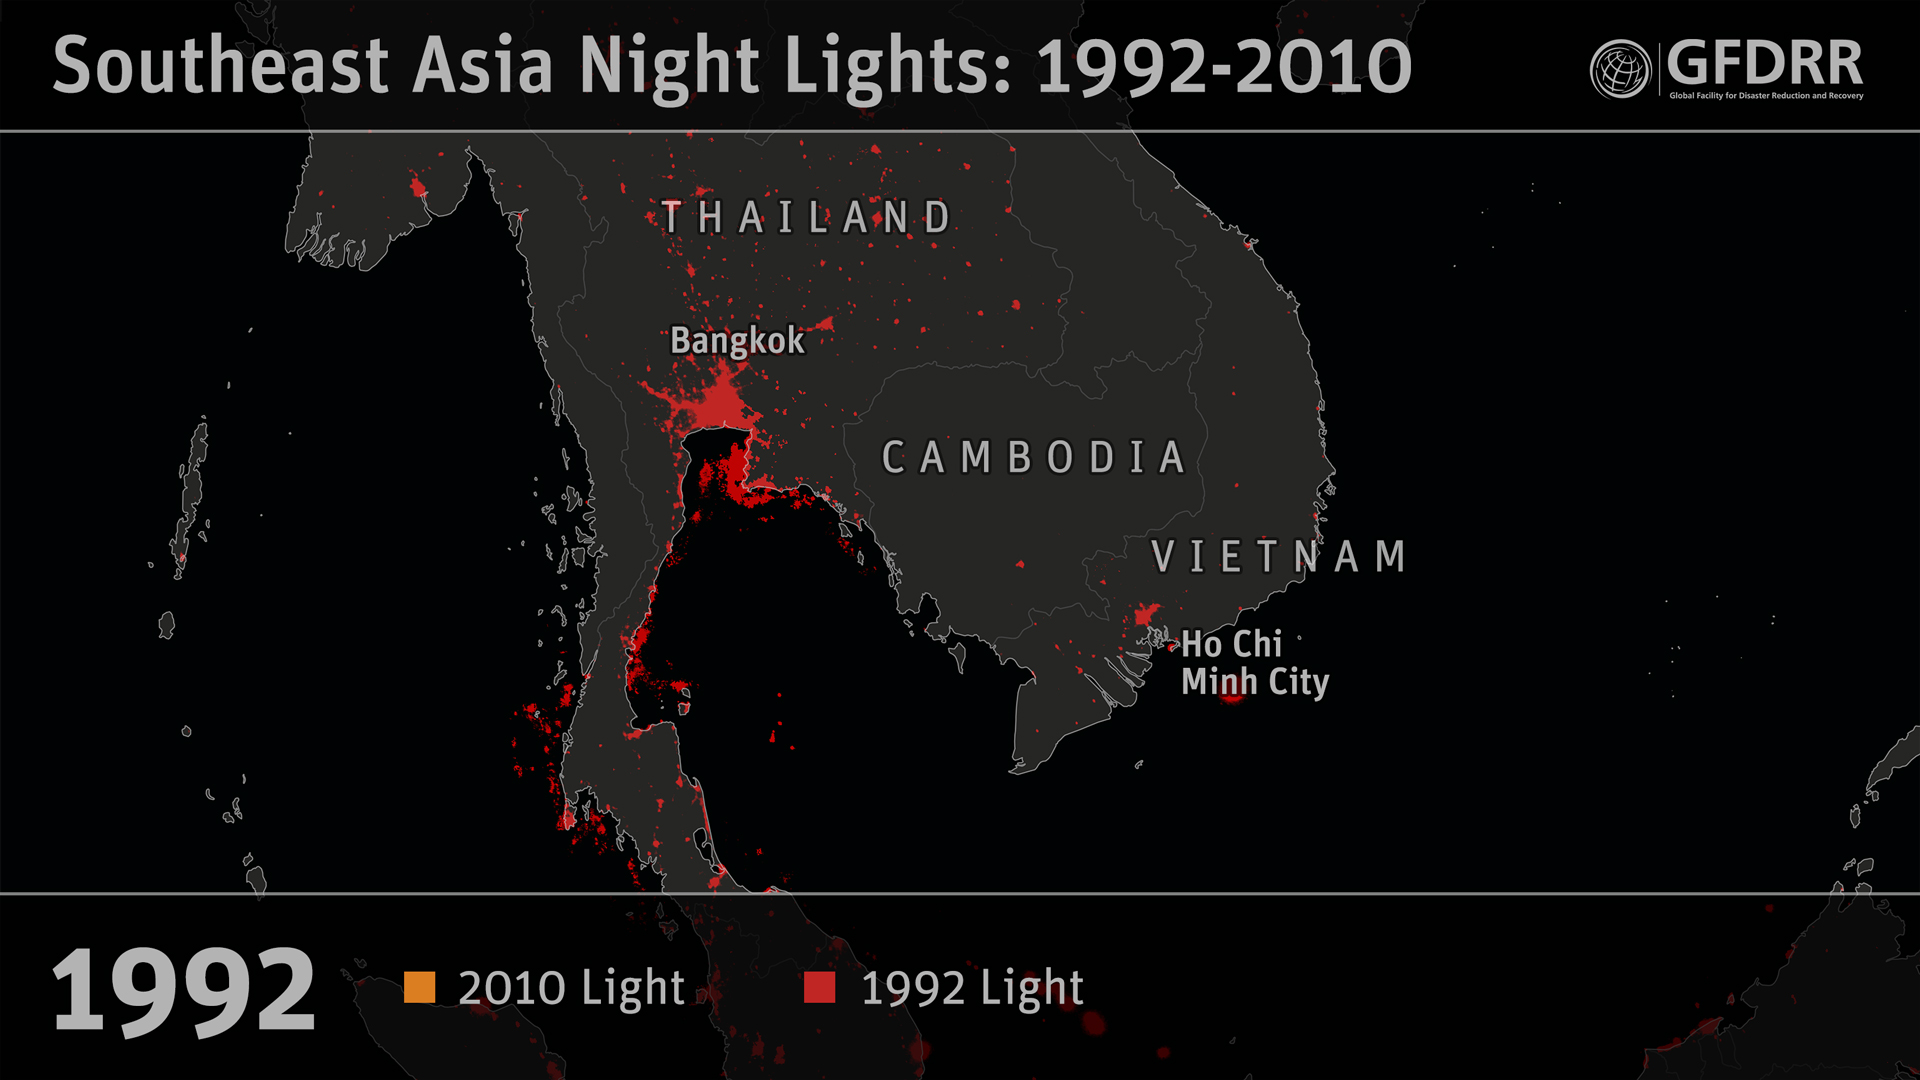 Southeast Asia Night Lights: 1992-2010
GFDRR
Global Facility for Disaster Reduction and Recovery
THAILAND
Bangkok
CAMBODIA
VIETNAM
Ho Chi
Minh City
1992
2010 Light
1992 Light